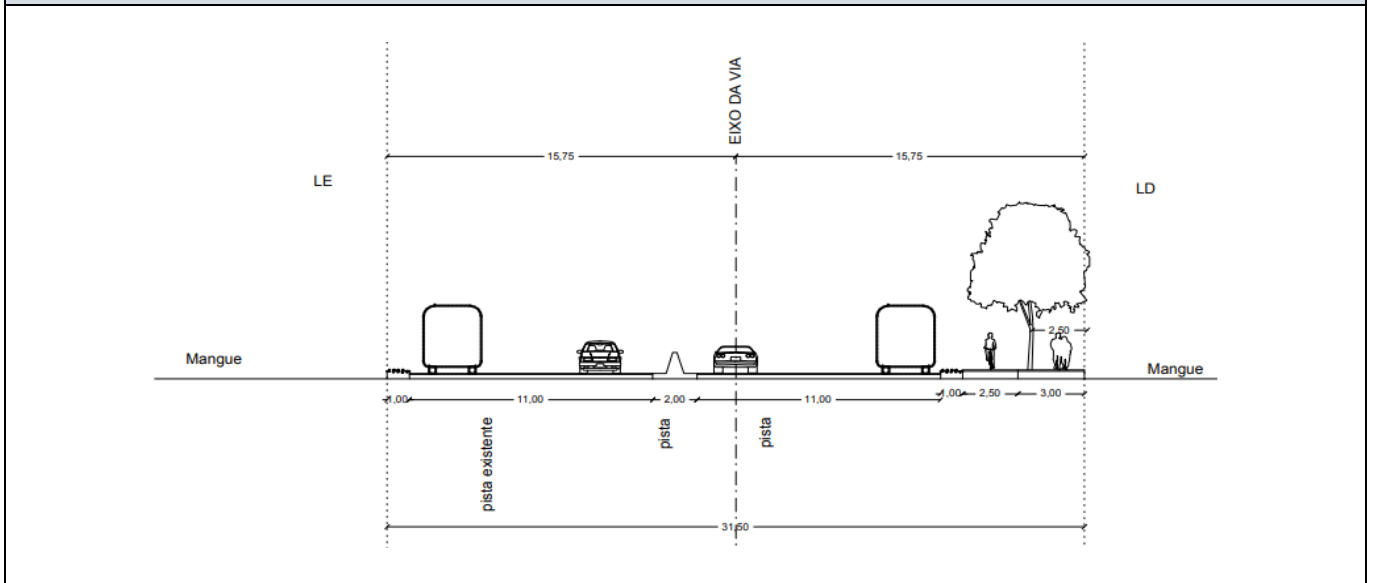 EIXO DA VIA
15,75
15,75
LE
LD
2,50
Mangue
Mangue
1,00
11,00
2,00
11,00
1,00
2,50
3,00
pista existente
pista
pista
31,50